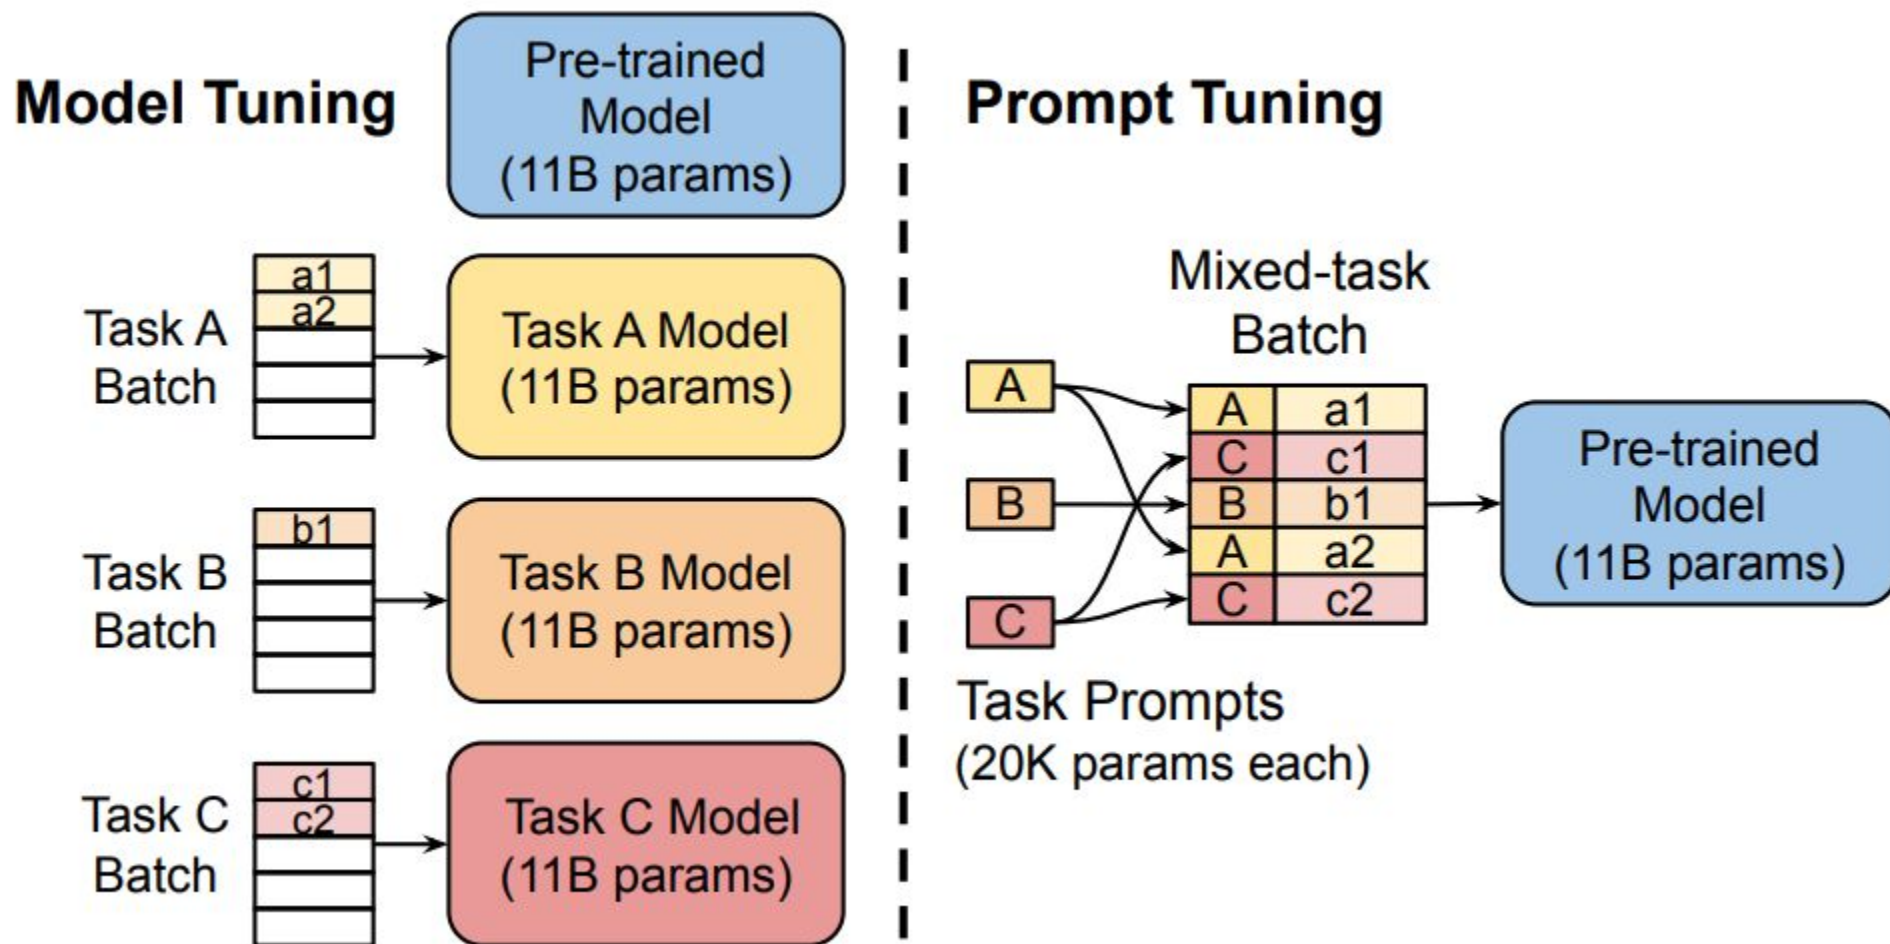 Model Tuning
Pre-trained
Model
(11B params)
Task A
Batch
a1
a2
Task A Model
(11B params)
Task B
Batch
b1
Task B Model
(11B params)
Task C
Batch
c1
c2
Task C Model
(11B params)
Prompt Tuning
Mixed-task
Batch
A
B
C
A a1
C c1
B b1
A a2
C c2
Task Prompts
(20K params each)
Pre-trained
Model
(11B params)